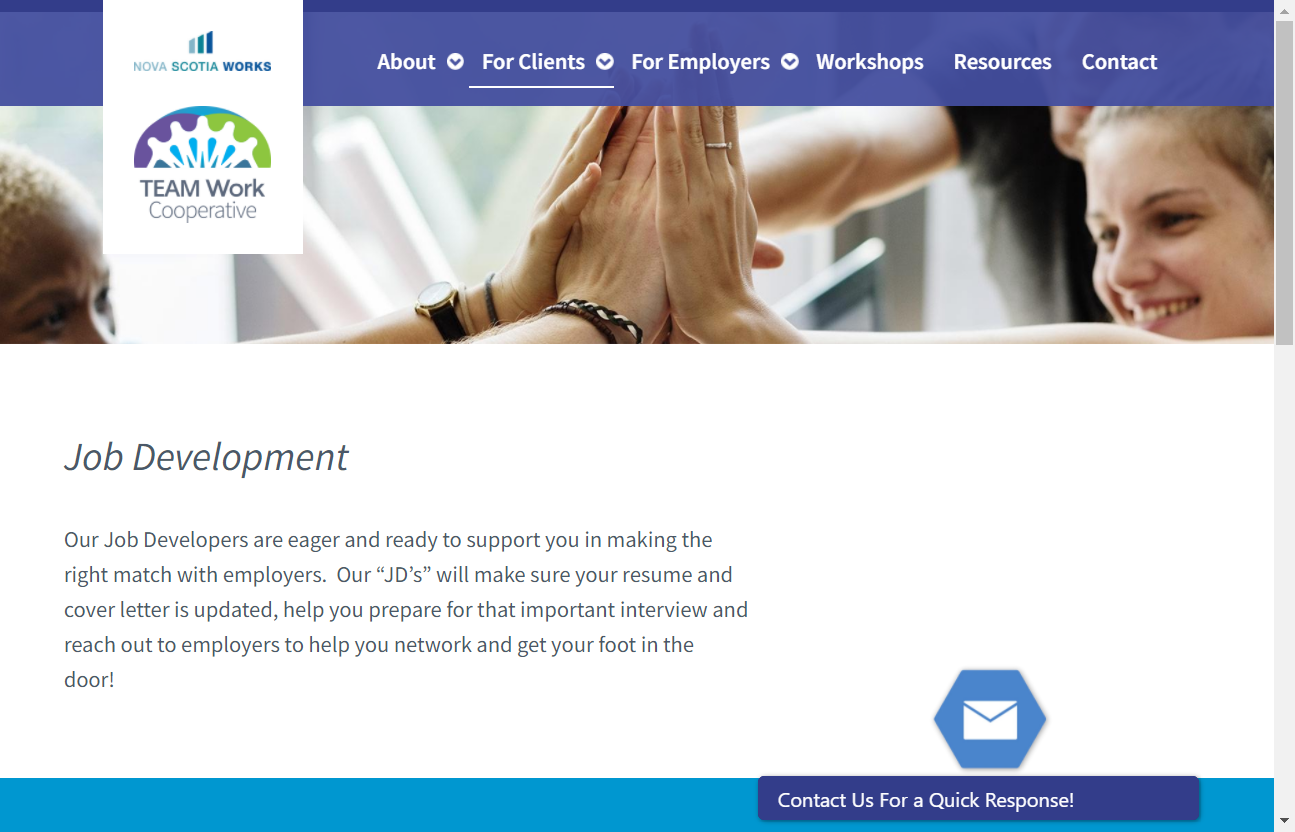 NOVA SCOTIA WORKS
TEAM Work
Cooperative
About
For Clients
For Employers
Workshops
Resources
Contact
Job Development
Our Job Developers are eager and ready to support you in making the
right match with employers.  Our “JD’s” will make sure your resume and
cover letter is updated, help you prepare for that important interview and
reach out to employers to help you network and get your foot in the
door!
Contact Us For a Quick Response!